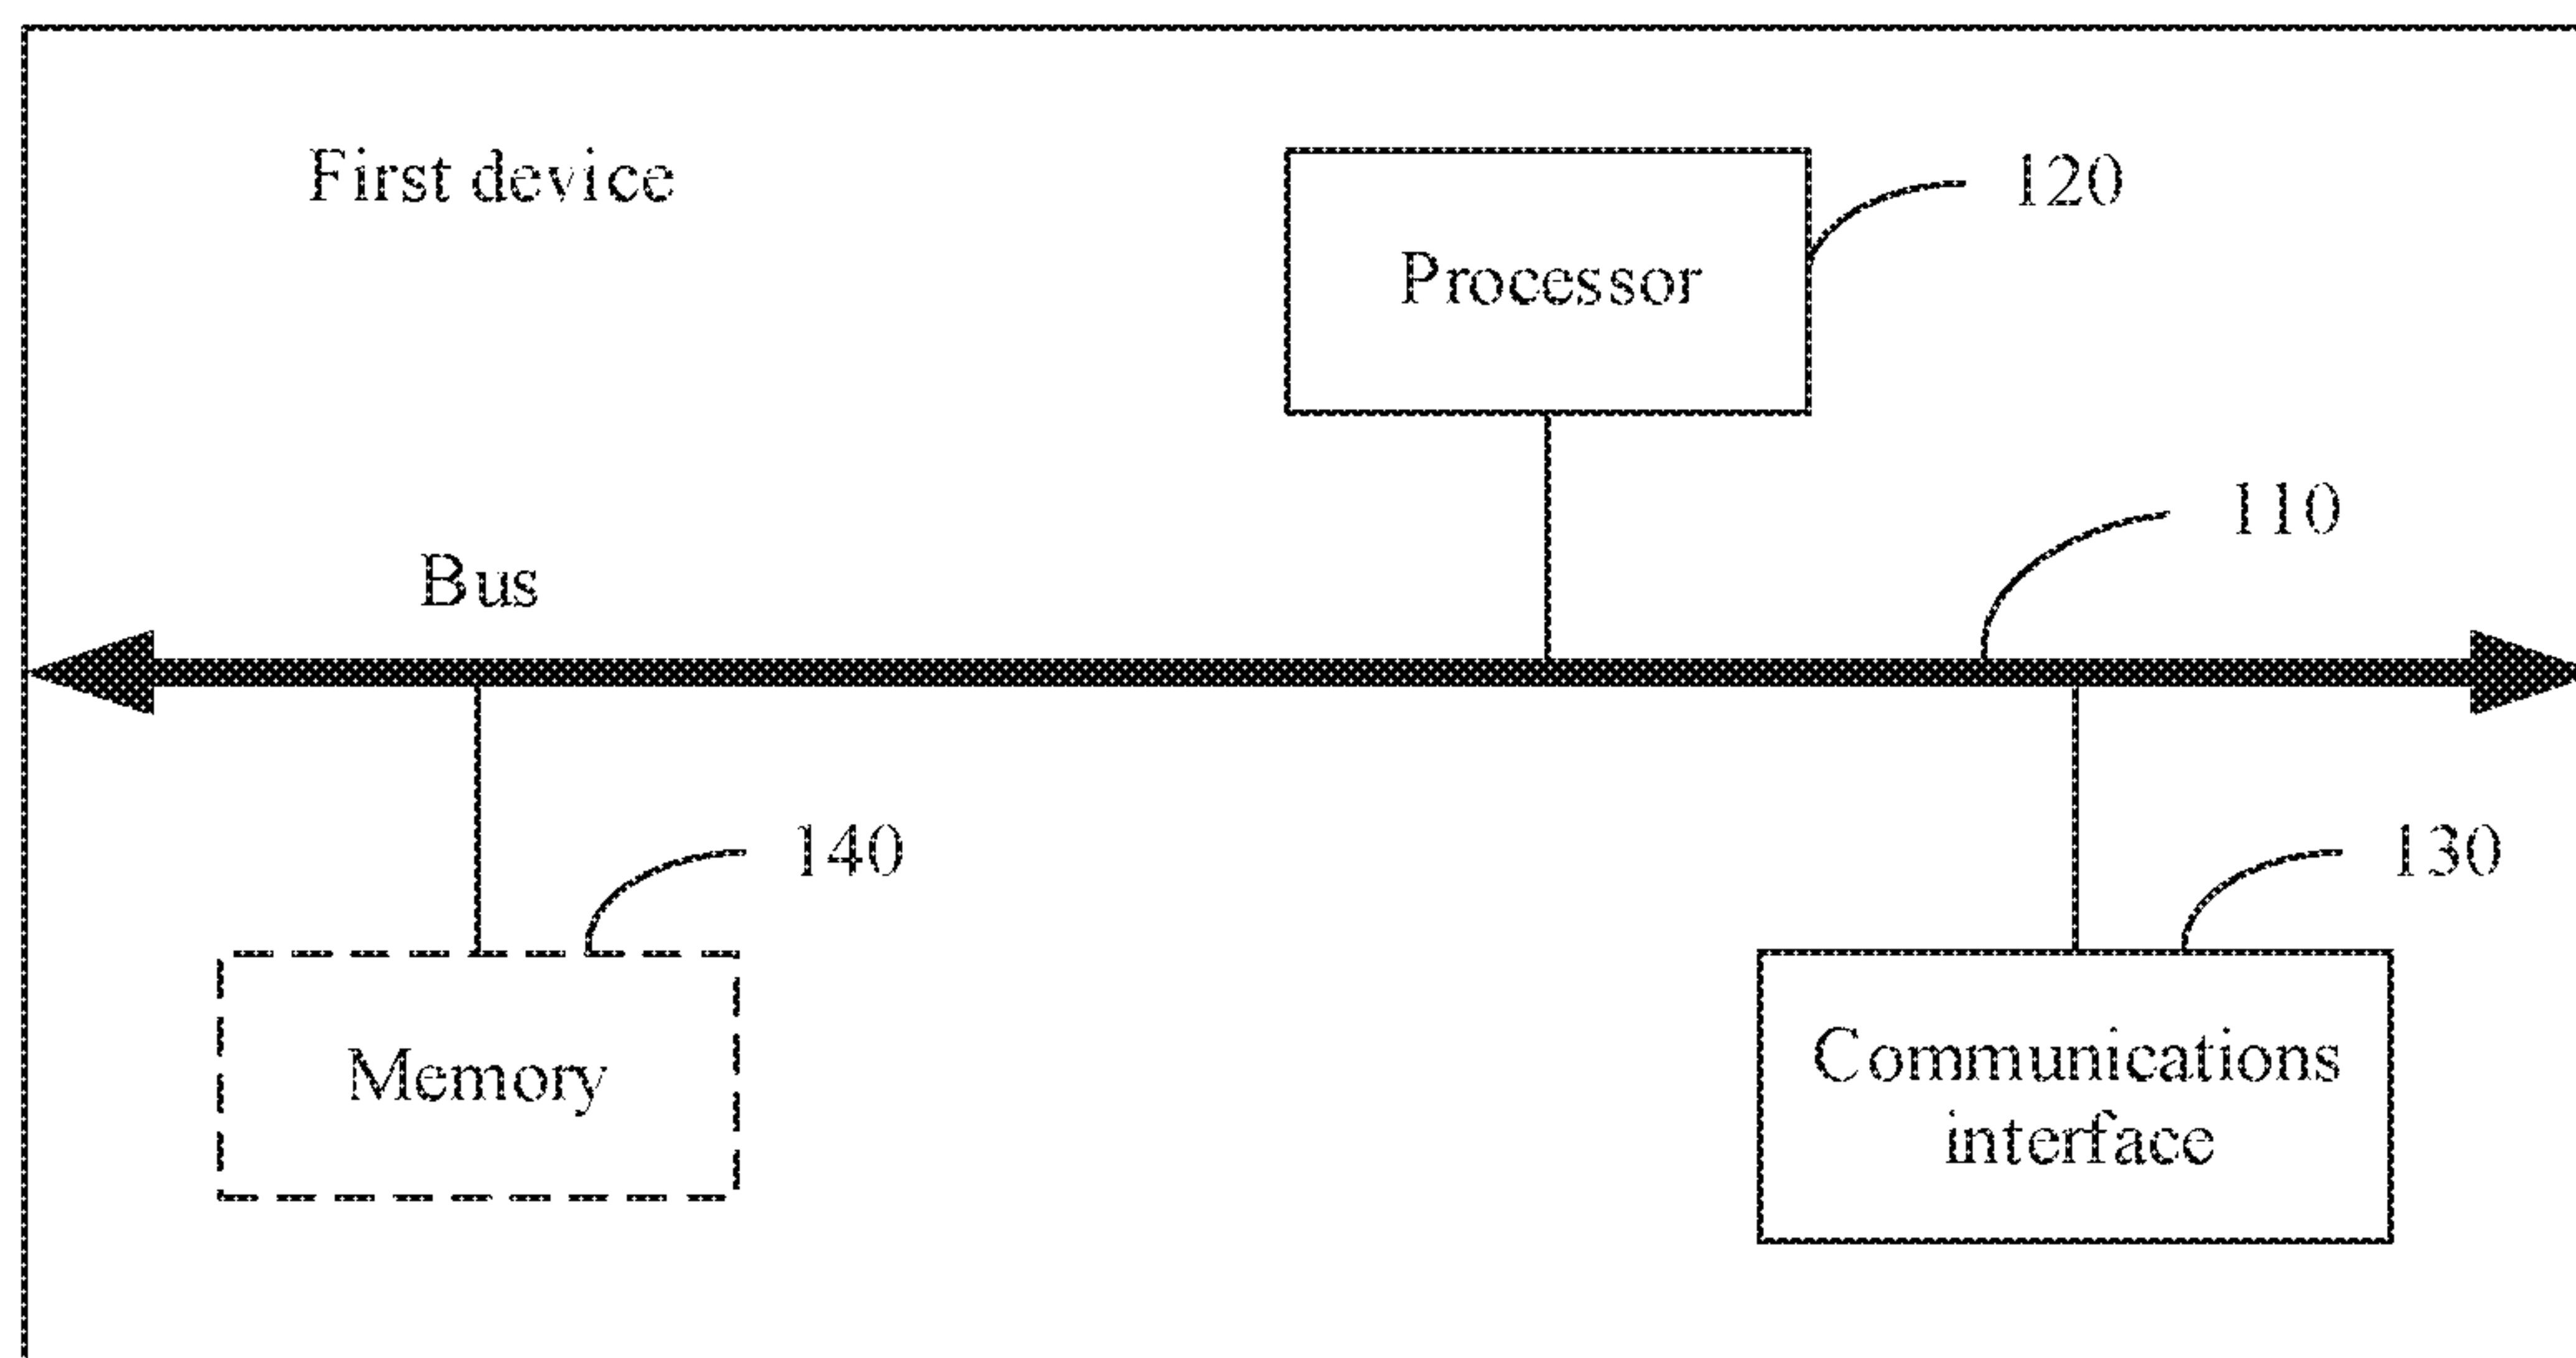 First device
120
Processor
110
Bus
140
130
Memory
Communications
interface